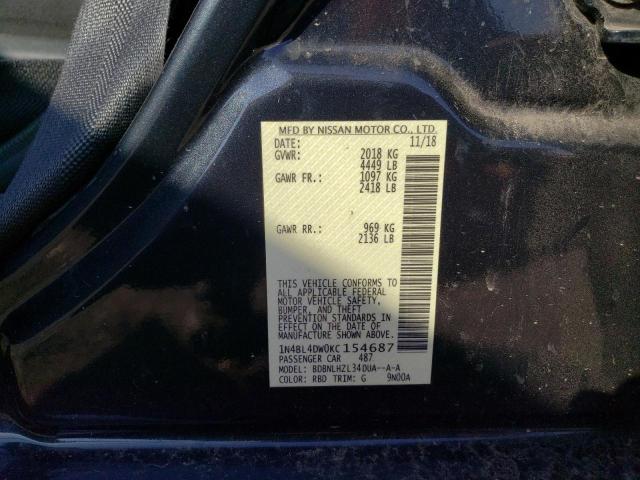 MFD BY NISSAN MOTOR CO., LTD.
DATE: 11/18
GVWR: 2018 KG
4449 LB
GAWR FR.: 1097 KG
2418 LB
GAWR RR.: 969 KG
2136 LB
THIS VEHICLE CONFORMS TO
ALL APPLICABLE FEDERAL
MOTOR VEHICLE SAFETY,
BUMPER, AND THEFT
PREVENTION STANDARDS IN
EFFECT ON THE DATE OF
MANUFACTURE SHOWN ABOVE.
1N4BL4DW0KC154687
PASSENGER CAR 487
MODEL: BDBNLHZL34DUA--A-A
COLOR: RBD TRIM: G 9N00A